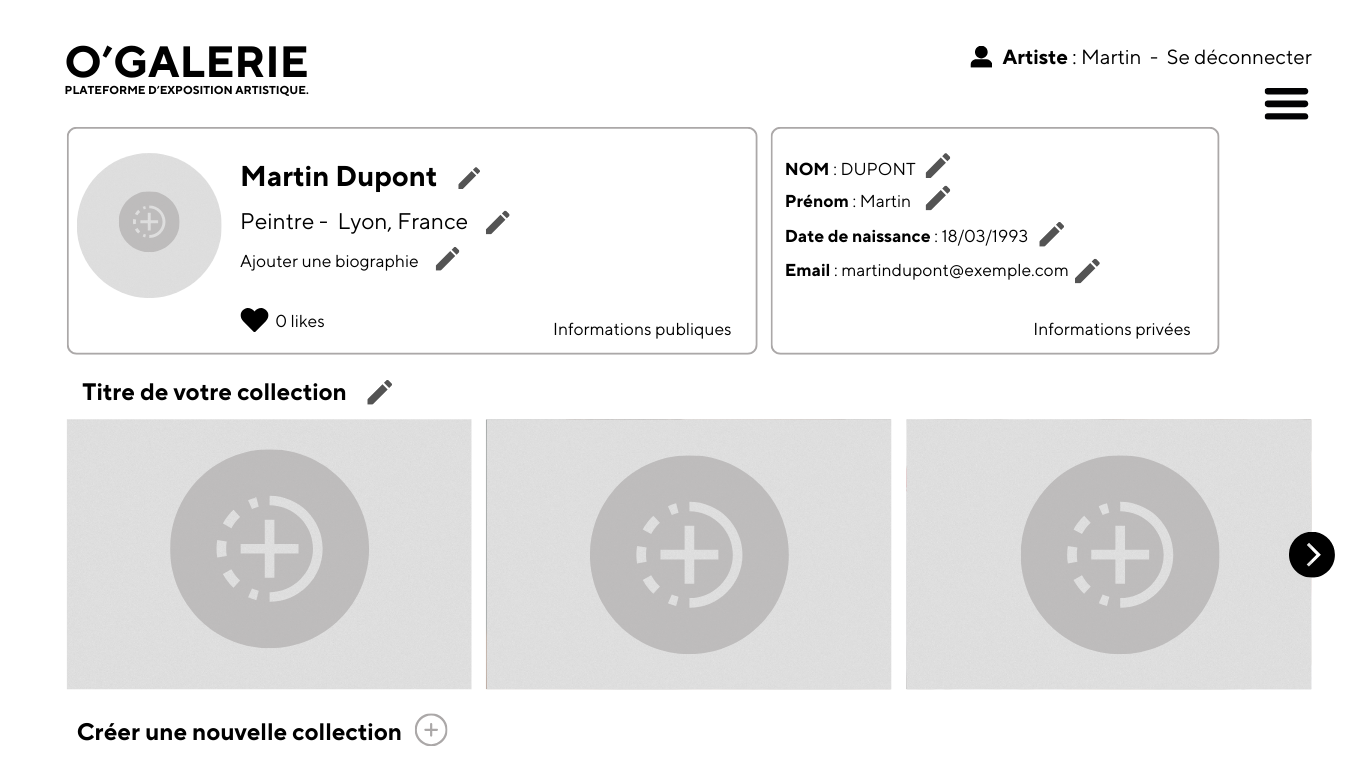 O'GALERIE
PLATEFORME D'EXPOSITION ARTISTIQUE.
Artiste : Martin - Se déconnecter
Martin Dupont
Peintre - Lyon, France
Ajouter une biographie
0 likes
Informations publiques
NOM : DUPONT
Prénom : Martin
Date de naissance : 18/03/1993
Email : martindupont@exemple.com
Informations privées
Titre de votre collection
Créer une nouvelle collection